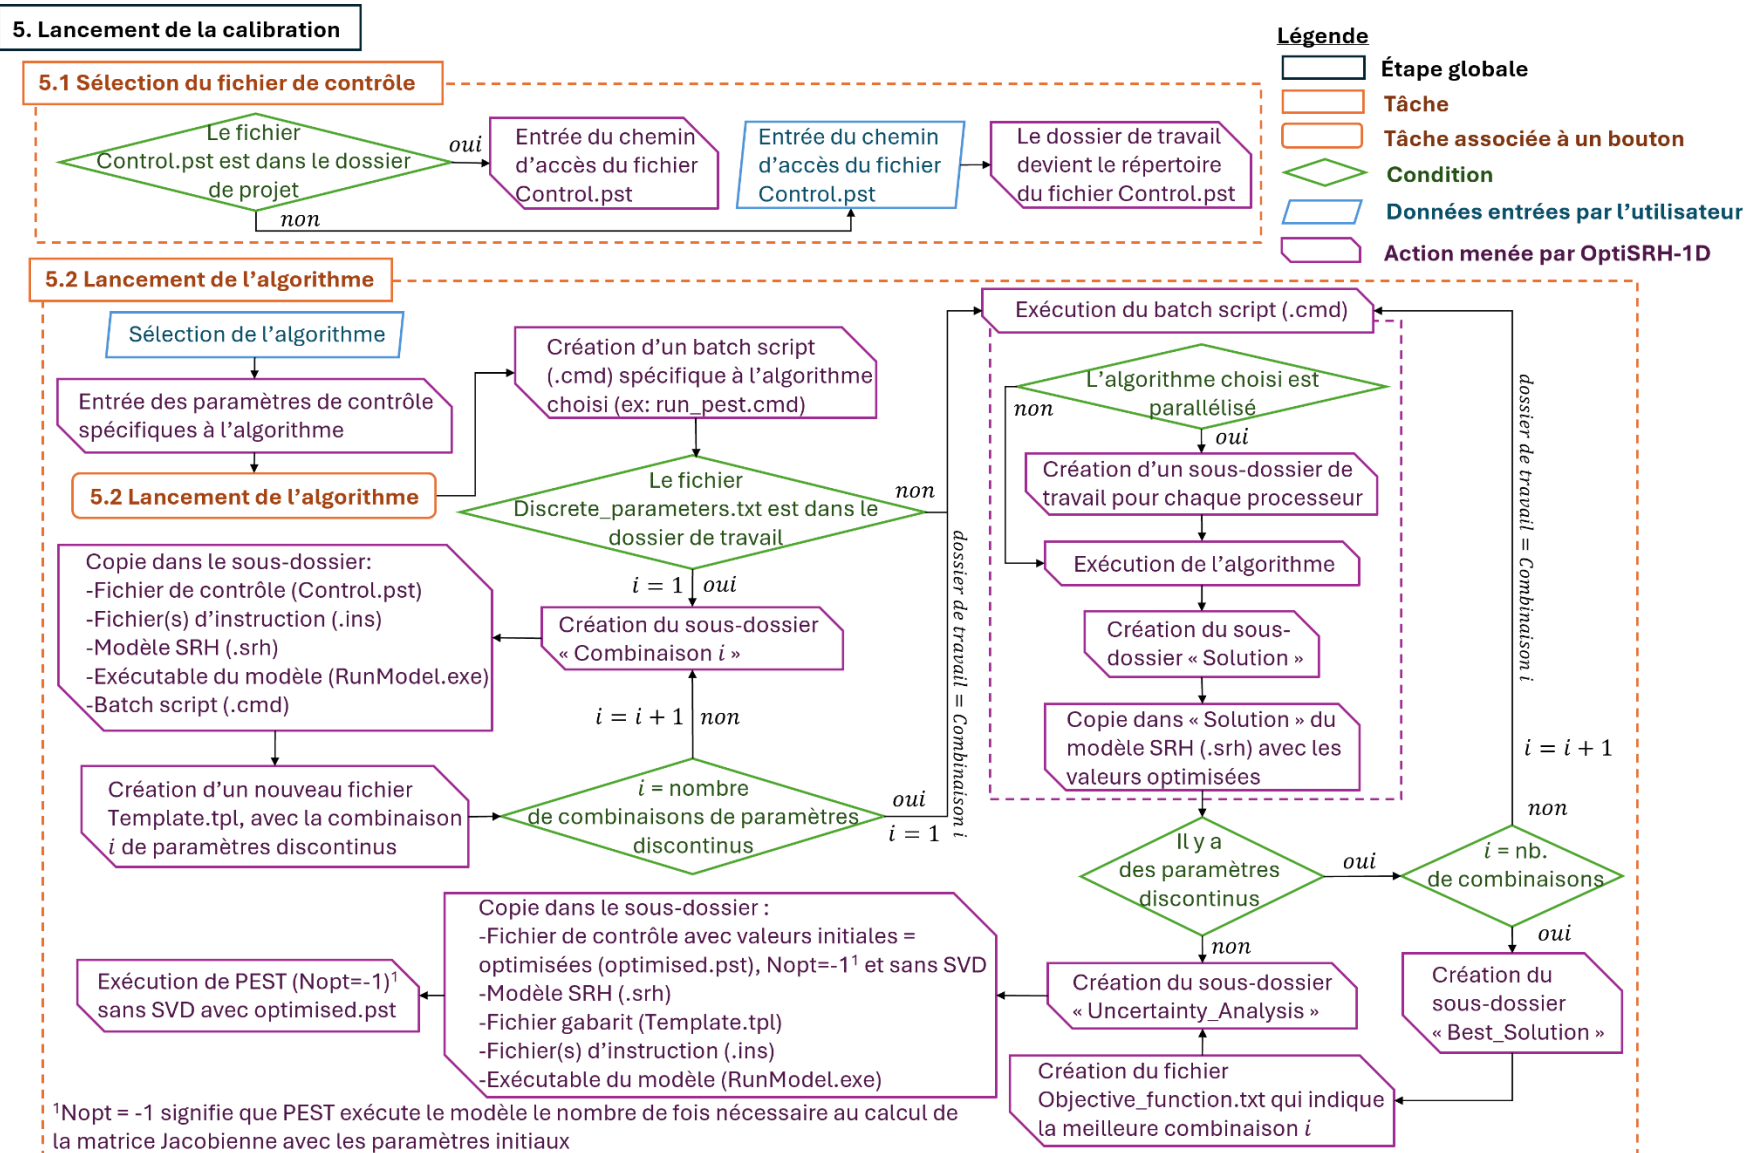 5. Lancement de la calibration
Légende
Étape globale
Tâche
Tâche associée à un bouton
Condition
Données entrées par l’utilisateur
Action menée par OptiSRH-1D
5.1 Sélection du fichier de contrôle
Le fichier
Control.pst est dans le dossier
de projet
oui
non
Entrée du chemin
d’accès du fichier
Control.pst
Entrée du chemin
d’accès du fichier
Control.pst
Le dossier de travail
devient le répertoire
du fichier Control.pst
5.2 Lancement de l’algorithme
Sélection de l’algorithme
Entrée des paramètres de contrôle
spécifiques à l’algorithme
5.2 Lancement de l’algorithme
Création d’un batch script
(.cmd) spécifique à l’algorithme
choisi (ex: run_pest.cmd)
Le fichier
Discrete_parameters.txt est dans le
dossier de travail
non
i = 1
oui
Création du sous-dossier
« Combinaison i »
Copie dans le sous-dossier:
-Fichier de contrôle (Control.pst)
-Fichier(s) d’instruction (.ins)
-Modèle SRH (.srh)
-Exécutable du modèle (RunModel.exe)
-Batch script (.cmd)
Création d’un nouveau fichier
Template.tpl, avec la combinaison
i de paramètres discontinus
i = nombre
de combinaisons de paramètres
discontinus
i = i + 1
non
oui
i = 1
dossier de travail = Combinaison i
Exécution du batch script (.cmd)
L’algorithme choisi est
parallélisé
non
oui
Création d’un sous-dossier de
travail pour chaque processeur
Exécution de l’algorithme
Création du sous-
dossier « Solution »
Copie dans « Solution » du
modèle SRH (.srh) avec les
valeurs optimisées
Il y a
des paramètres
discontinus
oui
non
i = nb.
de combinaisons
non
i = i + 1
dossier de travail = Combinaison i
oui
Création du
sous-dossier
« Best_Solution »
Création du fichier
Objective_function.txt qui indique
la meilleure combinaison i
Création du sous-dossier
« Uncertainty_Analysis »
Copie dans le sous-dossier :
-Fichier de contrôle avec valeurs initiales =
optimisées (optimised.pst), Nopt=-1¹ et sans SVD
-Modèle SRH (.srh)
-Fichier gabarit (Template.tpl)
-Fichier(s) d’instruction (.ins)
-Exécutable du modèle (RunModel.exe)
Exécution de PEST (Nopt=-1)¹
sans SVD avec optimised.pst
¹Nopt = -1 signifie que PEST exécute le modèle le nombre de fois nécessaire au calcul de
la matrice Jacobienne avec les paramètres initiaux